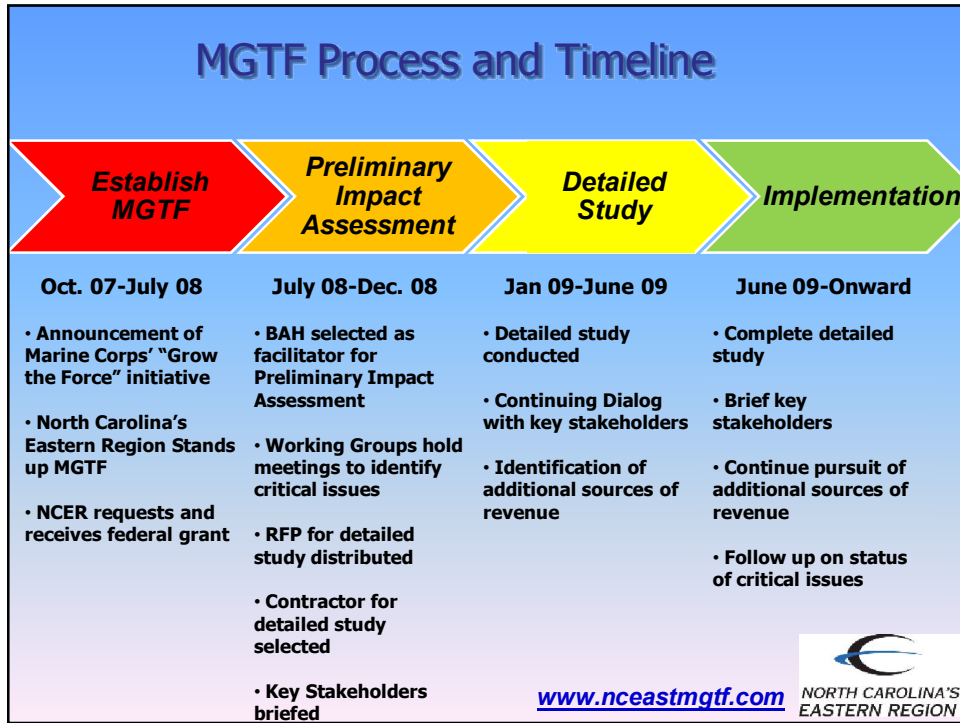 MGTF Process and Timeline
Establish
MGTF
Preliminary
Impact
Assessment
Detailed
Study
Implementation
Oct. 07-July 08
• Announcement of
Marine Corps' “Grow
the Force” initiative
• North Carolina's
Eastern Region Stands
up MGTF
• NCER requests and
receives federal grant
July 08-Dec. 08
• BAH selected as
facilitator for
Preliminary Impact
Assessment
• Working Groups hold
meetings to identify
critical issues
• RFP for detailed
study distributed
• Contractor for
detailed study
selected
• Key Stakeholders
briefed
Jan 09-June 09
• Detailed study
conducted
• Continuing Dialog
with key stakeholders
• Identification of
additional sources of
revenue
June 09-Onward
• Complete detailed
study
• Brief key
stakeholders
• Continue pursuit of
additional sources of
revenue
• Follow up on status
of critical issues
www.nceastmgtf.com
NORTH CAROLINA'S
EASTERN REGION